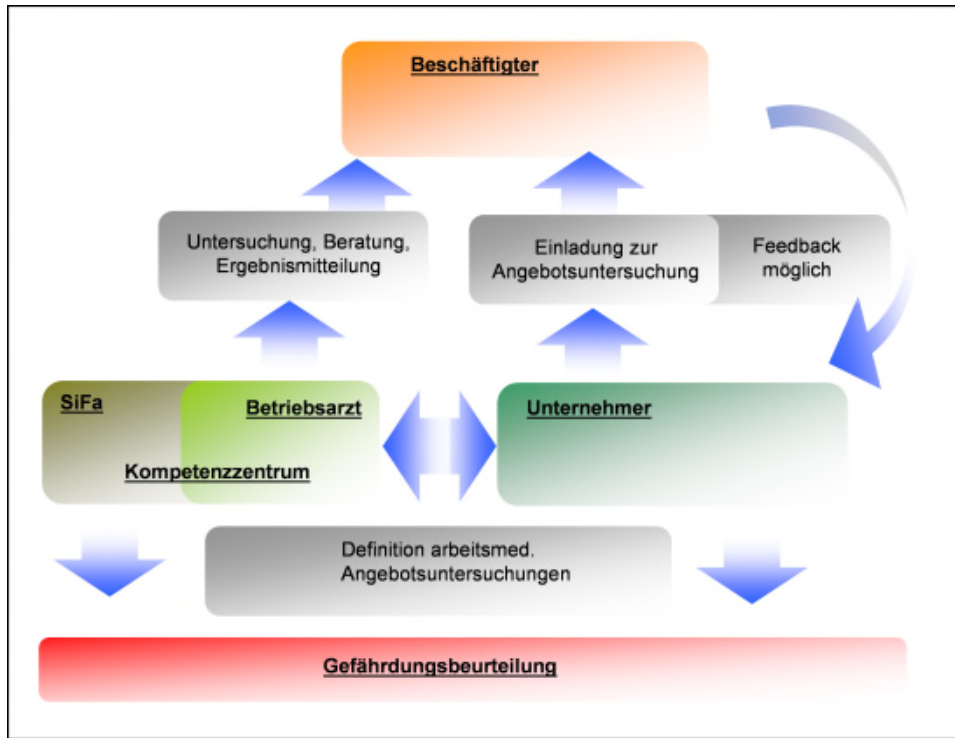 Beschäftigter
Untersuchung, Beratung,
Ergebnismitteilung
Einladung zur
Angebotsuntersuchung
Feedback
möglich
SiFa
Betriebsarzt
Kompetenzzentrum
Unternehmer
Definition arbeitsmed.
Angebotsuntersuchungen
Gefährdungsbeurteilung